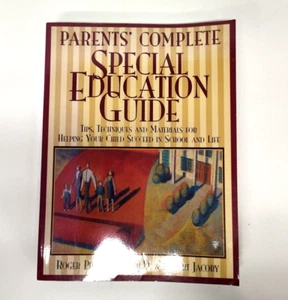 PARENTS' COMPLETE
SPECIAL
EDUCATION
GUIDE
TIPS, TECHNIQUES AND MATERIALS FOR
HELPING YOUR CHILD SUCCEED IN SCHOOL AND LIFE
ROGER JACOBY